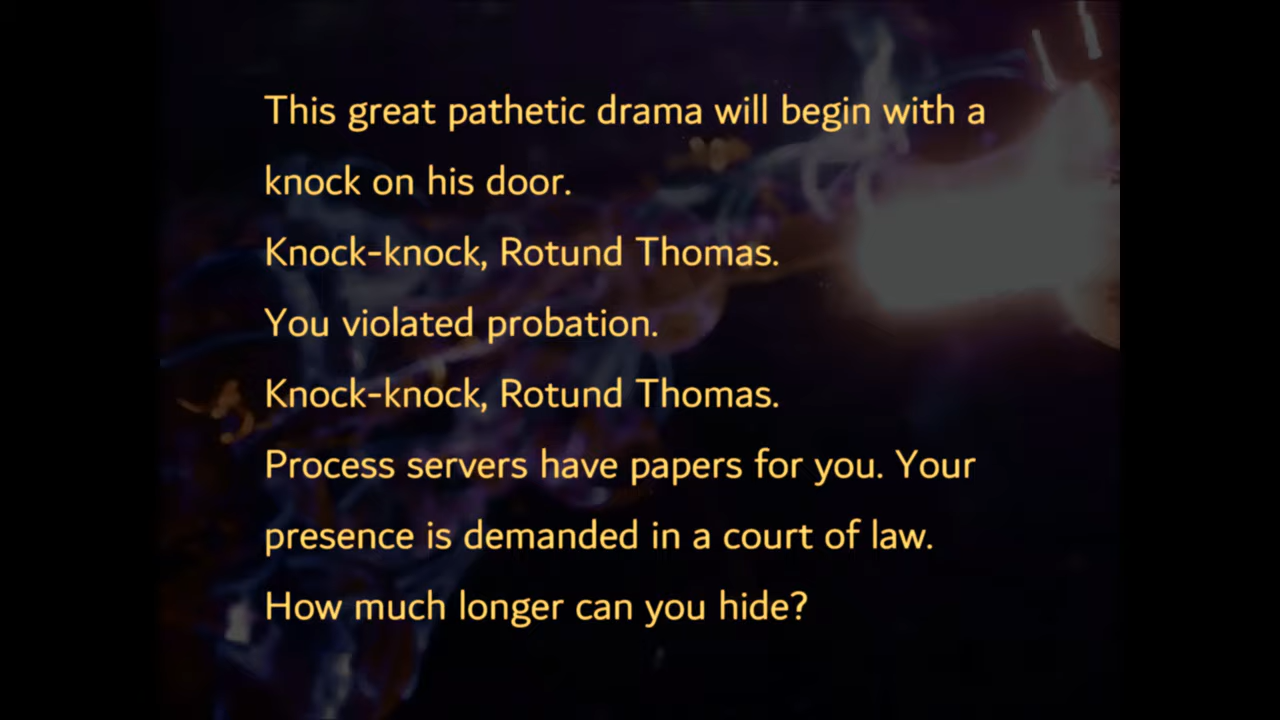 This great pathetic drama will begin with a
knock on his door.
Knock-knock, Rotund Thomas.
You violated probation.
Knock-knock, Rotund Thomas.
Process servers have papers for you. Your
presence is demanded in a court of law.
How much longer can you hide?